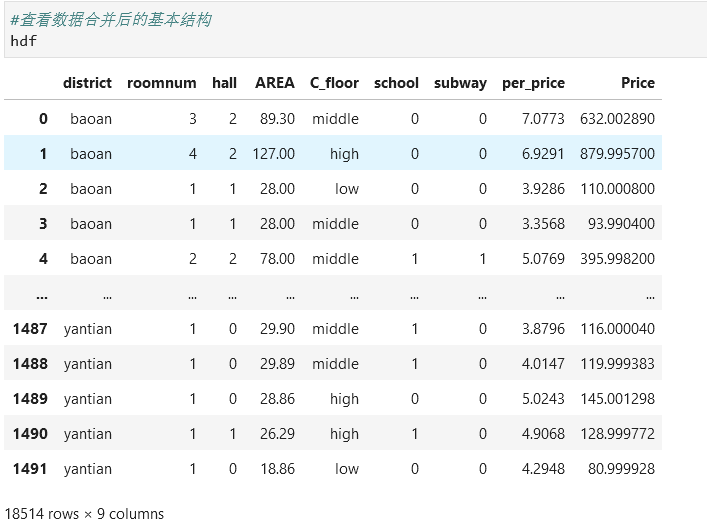 #查看数据合并后的基本结构
hdf
district roomnum hall AREA C_floor school subway per_price Price
0 baoan 3 2 89.30 middle 0 0 7.0773 632.002890
1 baoan 4 2 127.00 high 0 0 6.9291 879.995700
2 baoan 1 1 28.00 low 0 0 3.9286 110.000800
3 baoan 1 1 28.00 middle 0 0 3.3568 93.990400
4 baoan 2 2 78.00 middle 1 1 5.0769 395.998200
... ... ... ... ... ... ... ... ... ...
1487 yantian 1 0 29.90 middle 1 0 3.8796 116.000040
1488 yantian 1 0 29.89 middle 1 0 4.0147 119.999383
1489 yantian 1 0 28.86 high 0 0 5.0243 145.001298
1490 yantian 1 1 26.29 high 1 0 4.9068 128.999772
1491 yantian 1 0 18.86 low 0 0 4.2948 80.999928
18514 rows × 9 columns